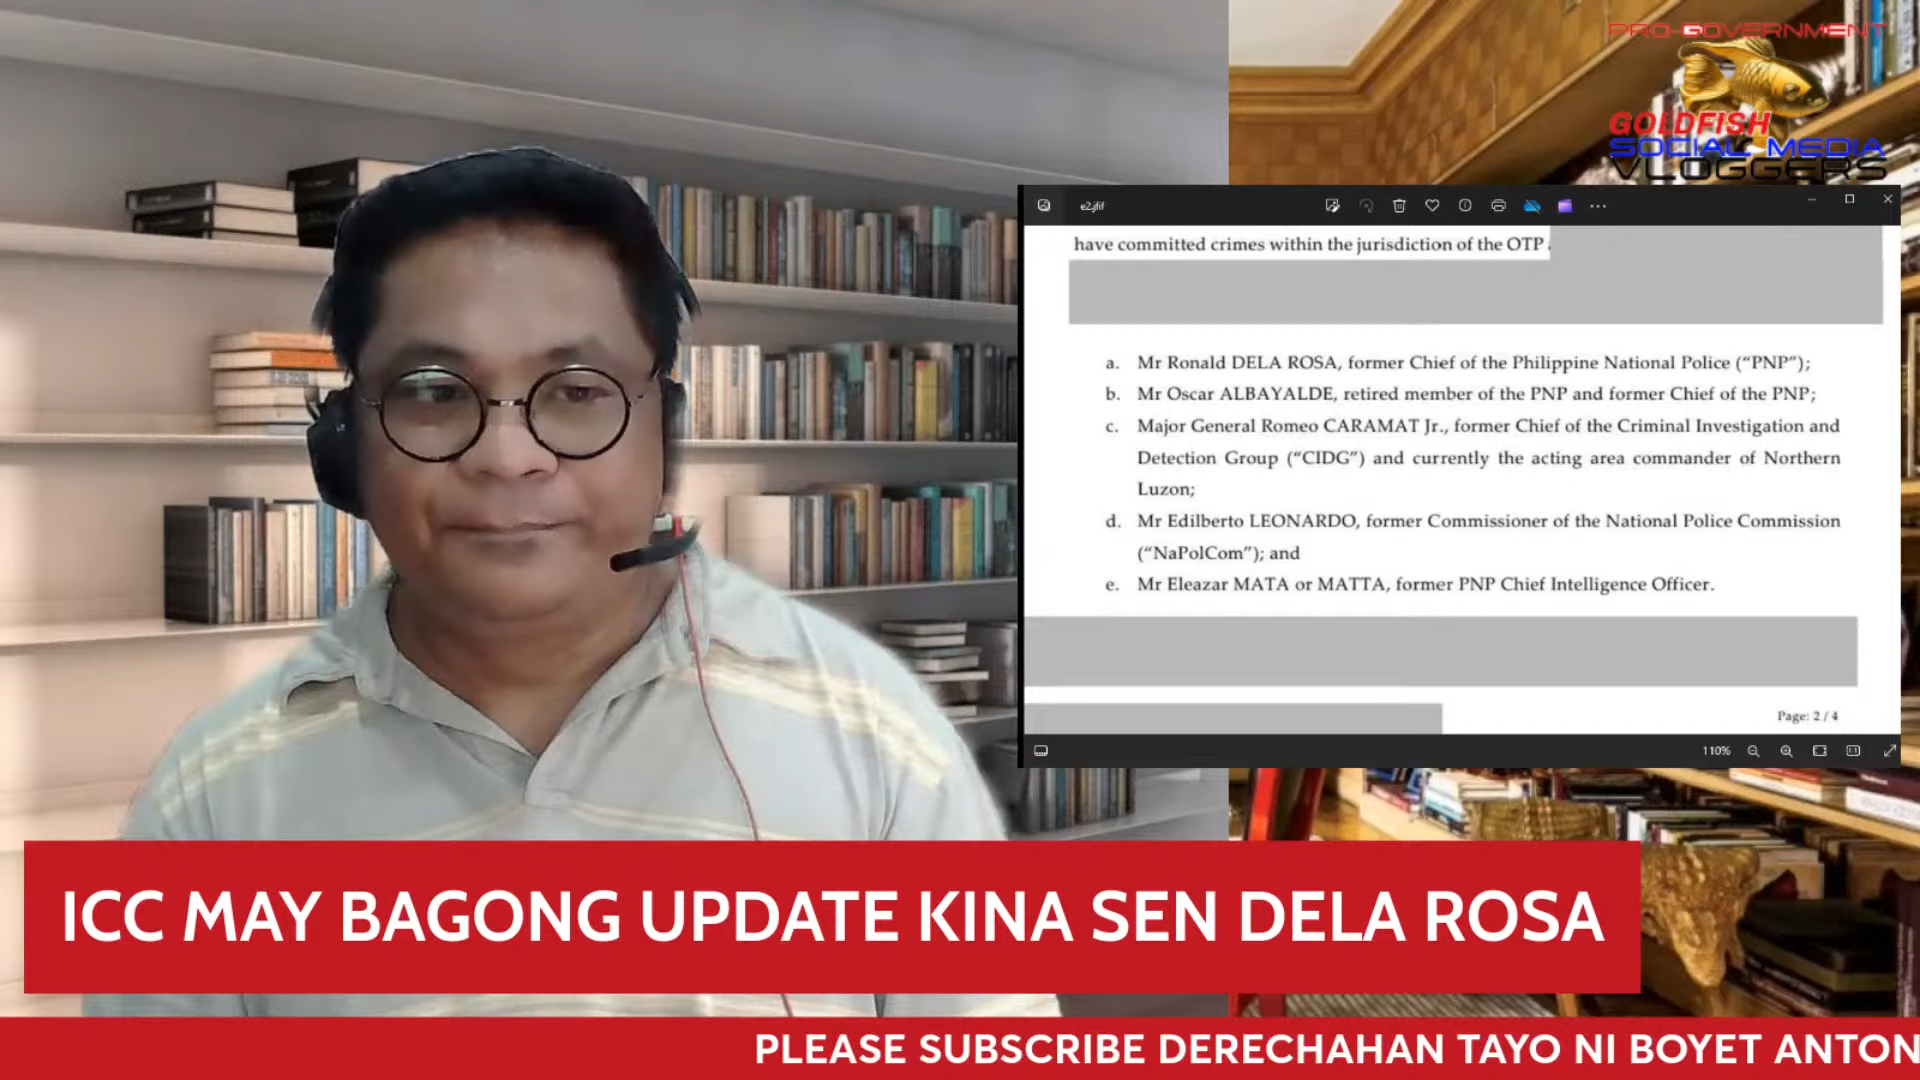 PRO-GOVERNMENT
GOLDFISH
SOCIAL MEDIA
VLOGGERS
e2.jfif
have committed crimes within the jurisdiction of the OTP
a. Mr Ronald DELA ROSA, former Chief of the Philippine National Police (“PNP”);
b. Mr Oscar ALBAYALDE, retired member of the PNP and former Chief of the PNP;
c. Major General Romeo CARAMAT Jr., former Chief of the Criminal Investigation and
Detection Group (“CIDG”) and currently the acting area commander of Northern
Luzon;
d. Mr Edilberto LEONARDO, former Commissioner of the National Police Commission
(“NaPolCom”); and
e. Mr Eleazar MATA or MATTA, former PNP Chief Intelligence Officer.
Page: 2 / 4
110%
ICC MAY BAGONG UPDATE KINA SEN DELA ROSA
PLEASE SUBSCRIBE DERECHAHAN TAYO NI BOYET ANTON